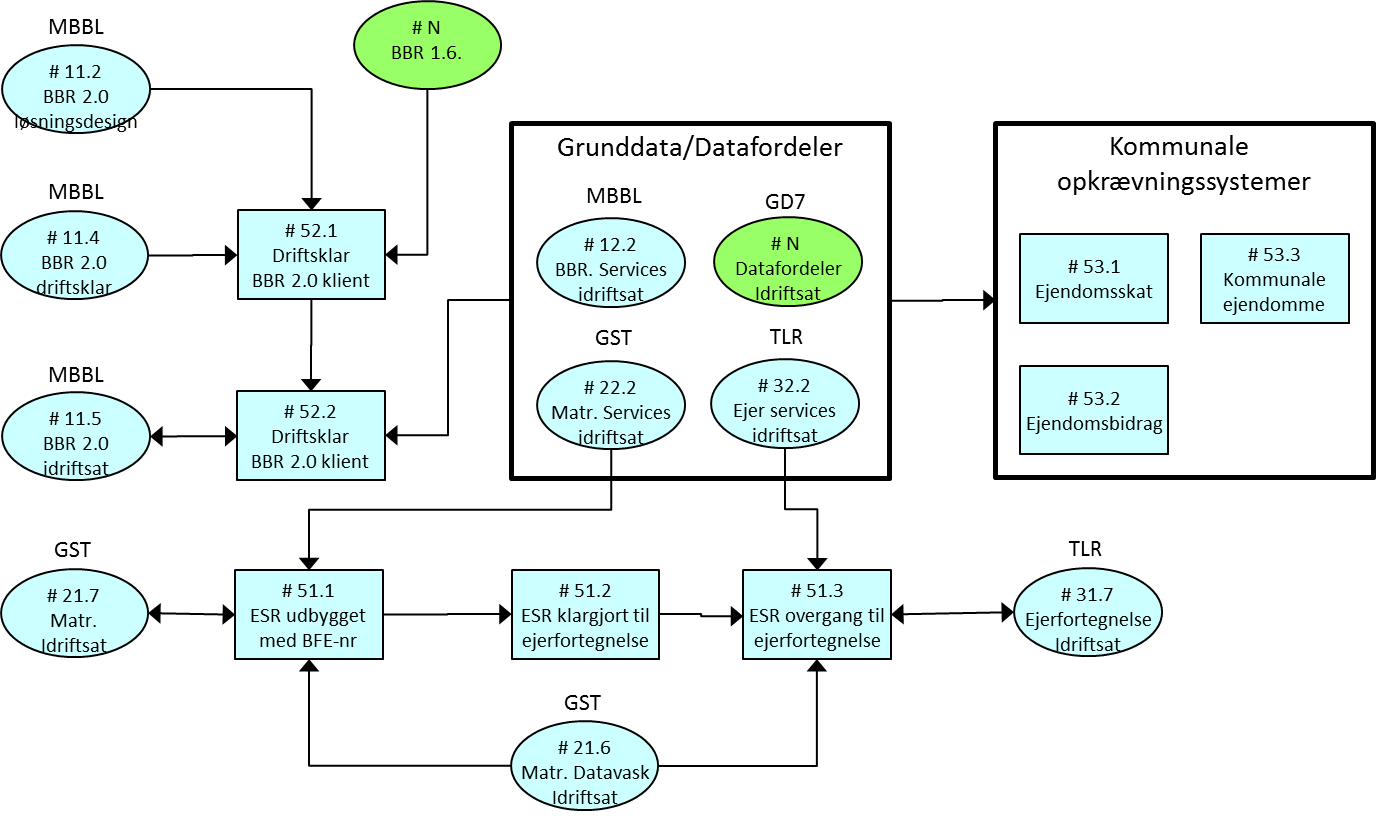 MBBL
# 11.2
BBR 2.0
løsningsdesign
# N
BBR 1.6.
MBBL
# 11.4
BBR 2.0
driftsklar
# 52.1
Driftsklar
BBR 2.0 klient
MBBL
# 11.5
BBR 2.0
idriftsat
# 52.2
Driftsklar
BBR 2.0 klient
Grunddata/Datafordeler
MBBL
# 12.2
BBR. Services
idriftsat
GD7
# N
Datafordeler
Idriftsat
GST
# 22.2
Matr. Services
idriftsat
TLR
# 32.2
Ejer services
idriftsat
Kommunale
opkrævningssystemer
# 53.1
Ejendomsskat
# 53.3
Kommunale
ejendomme
# 53.2
Ejendomsbidrag
GST
# 21.7
Matr.
Idriftsat
# 51.1
ESR udbygget
med BFE-nr
# 51.2
ESR klargjort til
ejerfortegnelse
# 51.3
ESR overgang til
ejerfortegnelse
TLR
# 31.7
Ejerfortegnelse
Idriftsat
GST
# 21.6
Matr. Datavask
Idriftsat